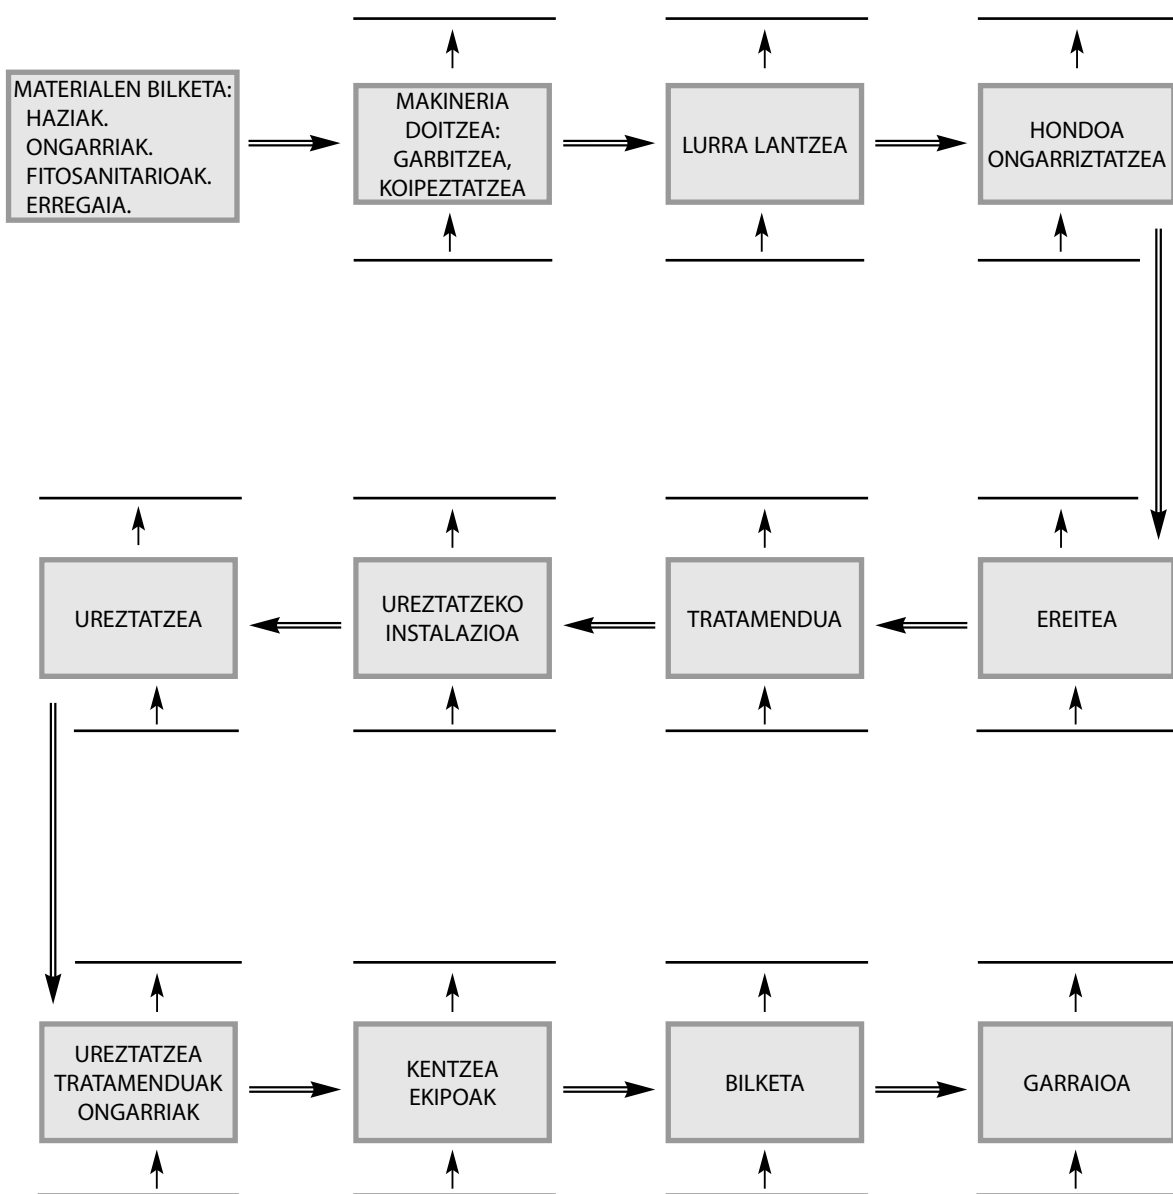 MATERIALEN BILKETA:
HAZIAK.
ONGARRIAK.
FITOSANITARIOAK.
ERREGAIA.
MAKINERIA
DOITZEA:
GARBITZEA,
KOIPEZTATZEA
LURRA LANTZEA
HONDOA
ONGARRIZTATZEA
UREZTATZEA
UREZTATZEKO
INSTALAZIOA
TRATAMENDUA
EREITEA
UREZTATZEA
TRATAMENDUAK
ONGARRIAK
KENTZEA
EKIPOAK
BILKETA
GARRAIOA